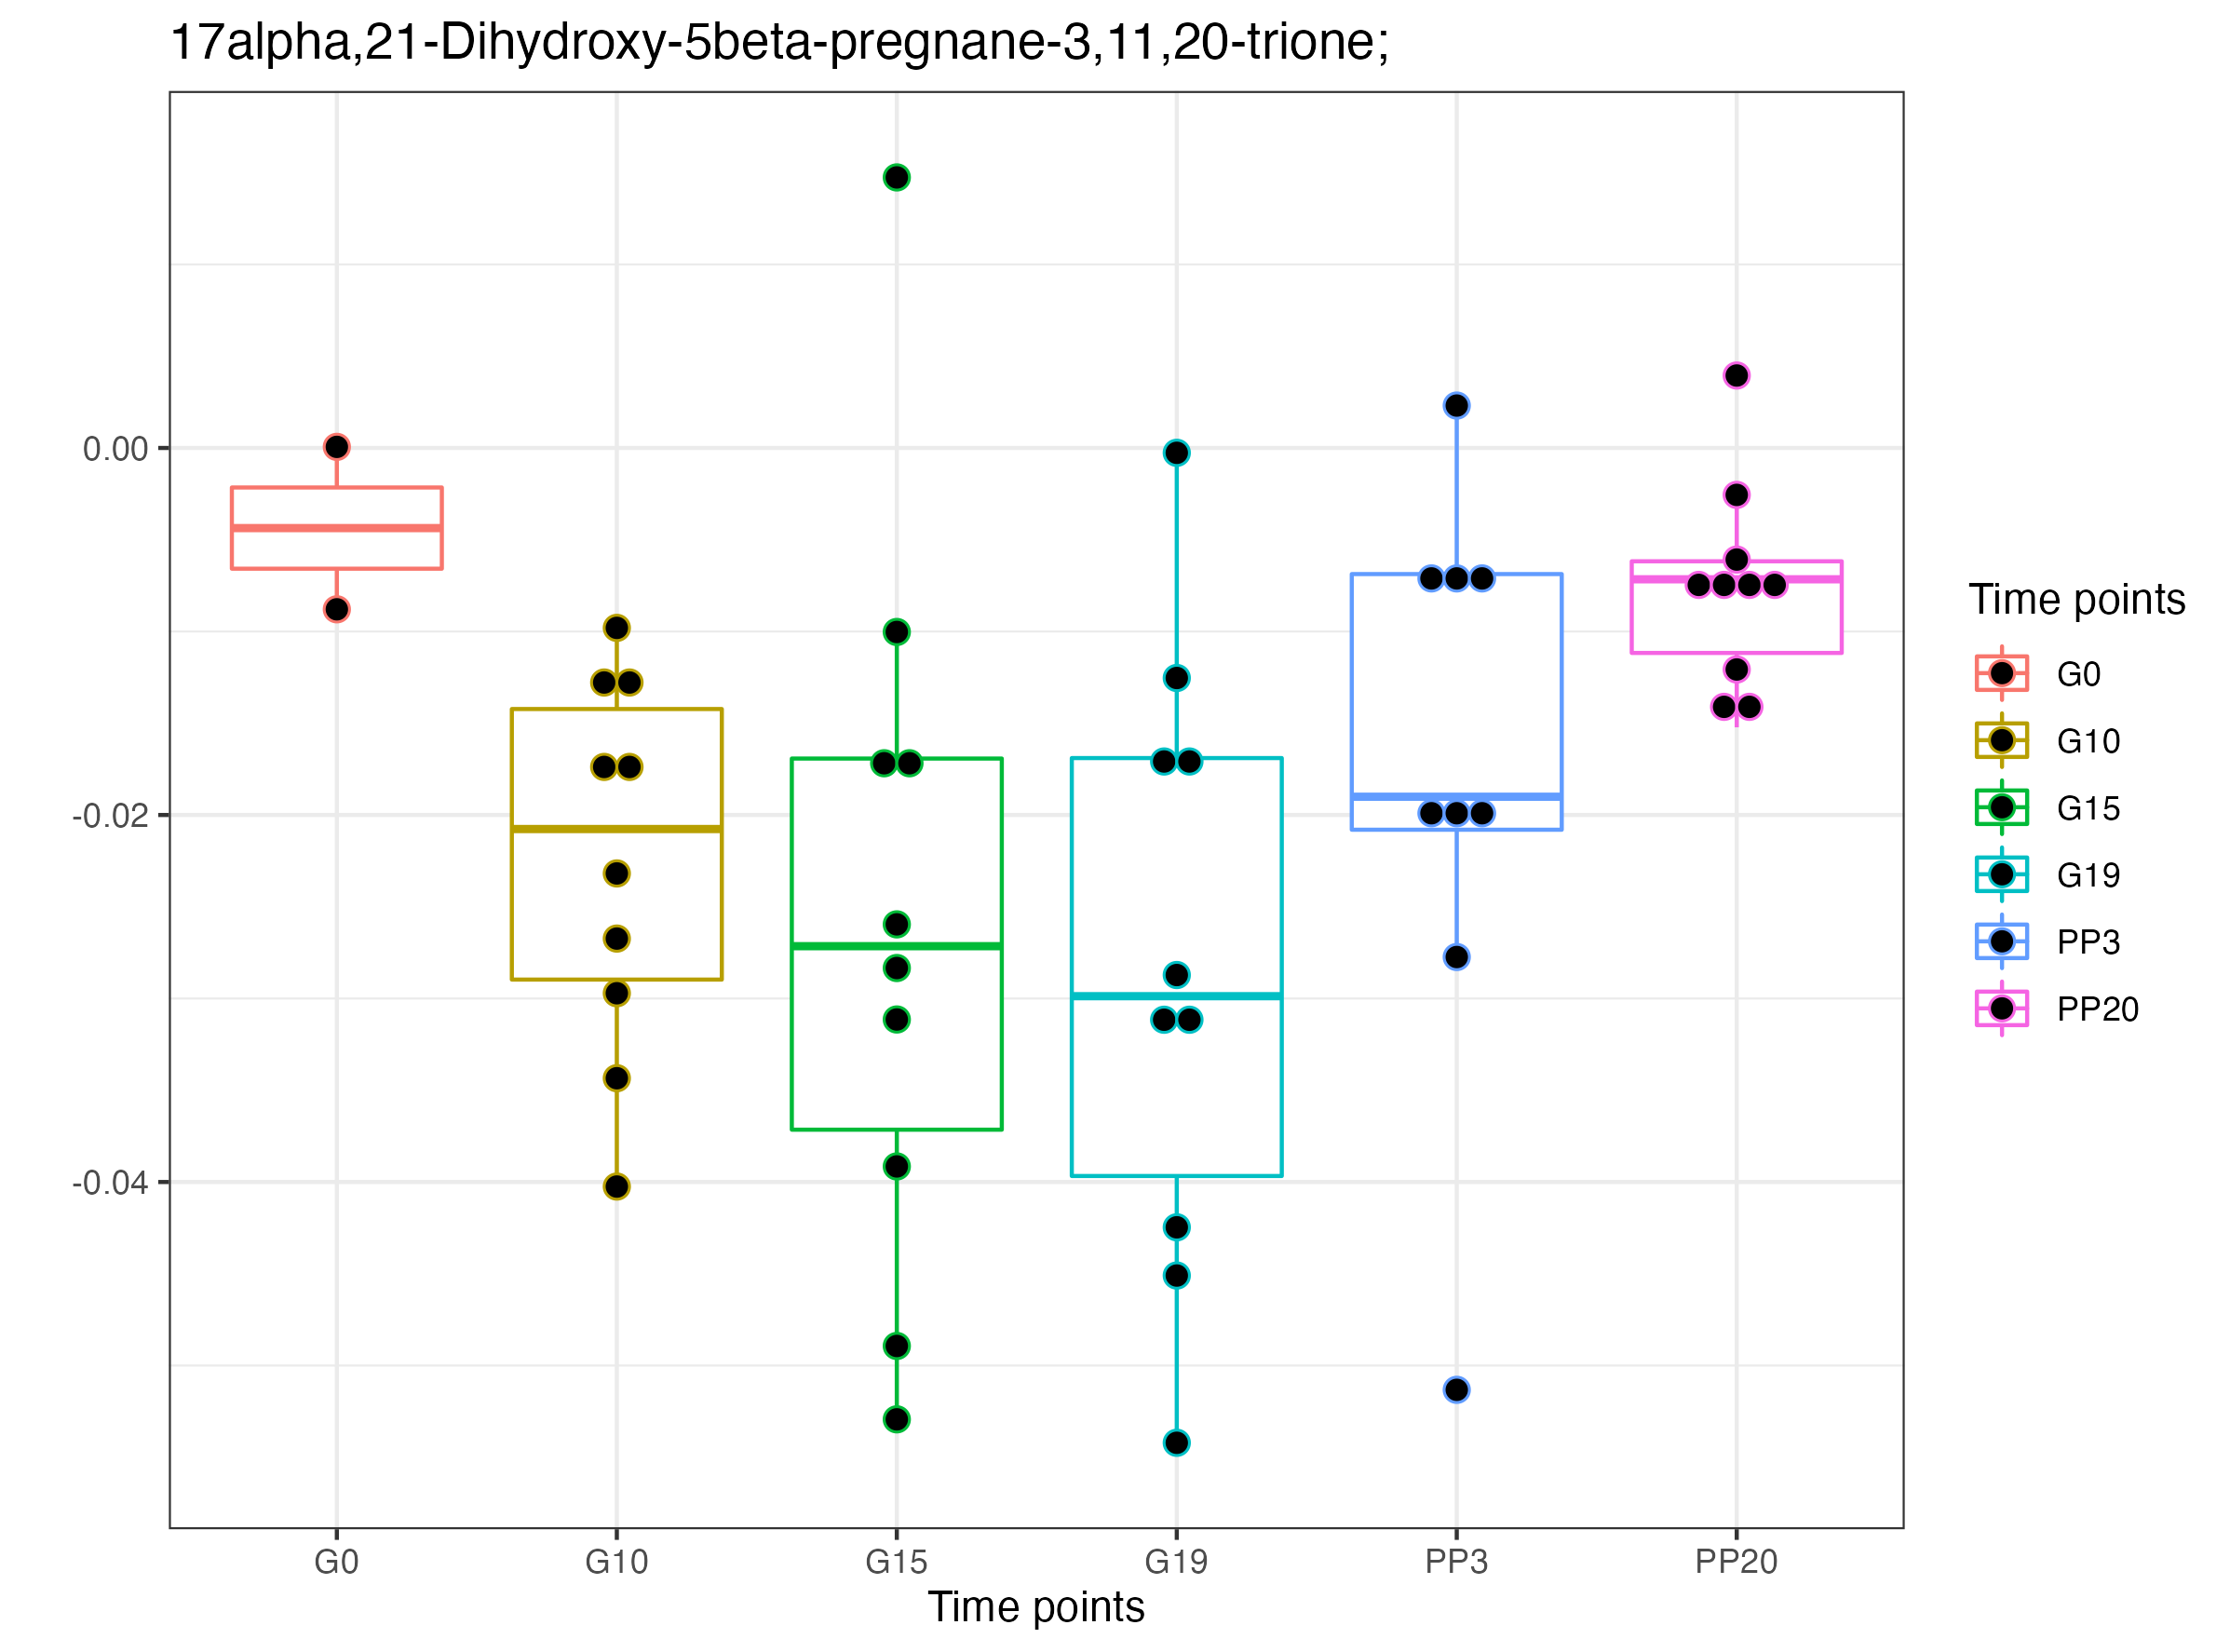 17alpha,21-Dihydroxy-5beta-pregnane-3,11,20-trione;
0.00
-0.02
-0.04
G0
G10
G15
G19
PP3
PP20
Time points
Time points
G0
G10
G15
G19
PP3
PP20